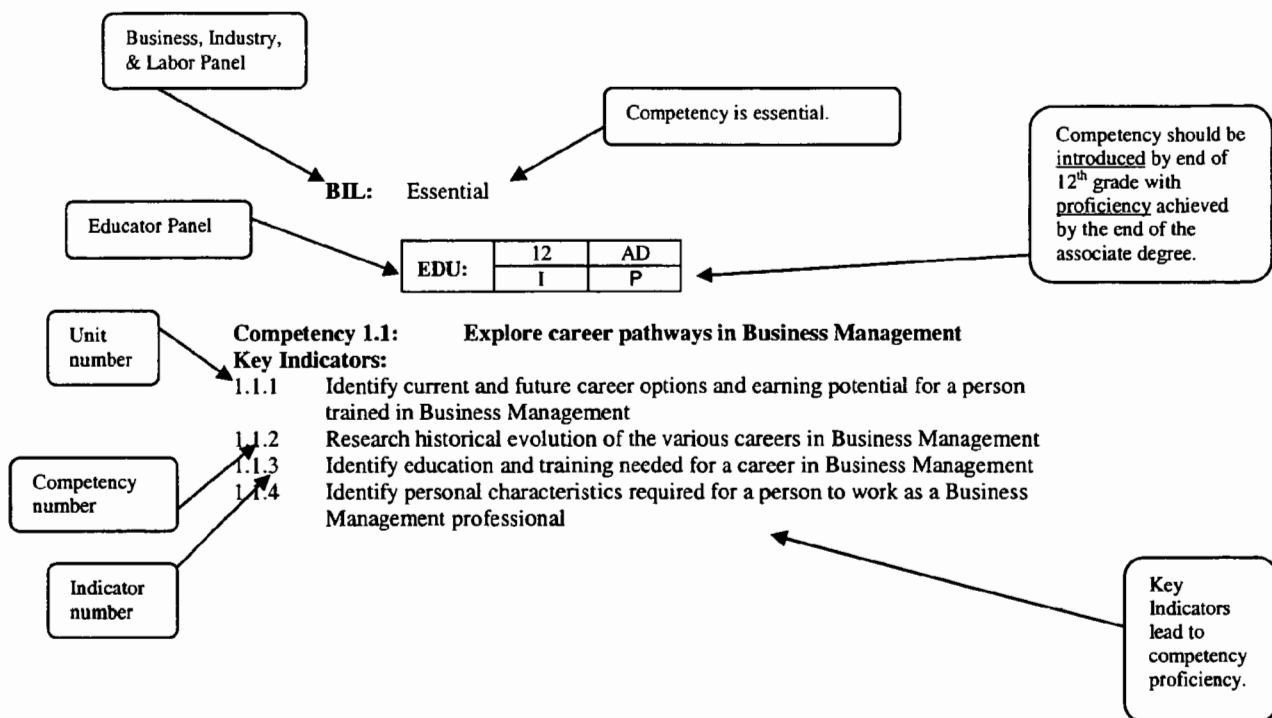 Business, Industry,
& Labor Panel
Competency is essential.
Competency should be
introduced by end of
12th grade with
proficiency achieved
by the end of the
associate degree.
BIL: Essential
Educator Panel
EDU: 12 AD
I P
Unit
number
Competency 1.1: Explore career pathways in Business Management
Key Indicators:
1.1.1 Identify current and future career options and earning potential for a person
trained in Business Management
1.1.2 Research historical evolution of the various careers in Business Management
1.1.3 Identify education and training needed for a career in Business Management
1.1.4 Identify personal characteristics required for a person to work as a Business
Management professional
Competency
number
Indicator
number
Key
Indicators
lead to
competency
proficiency.